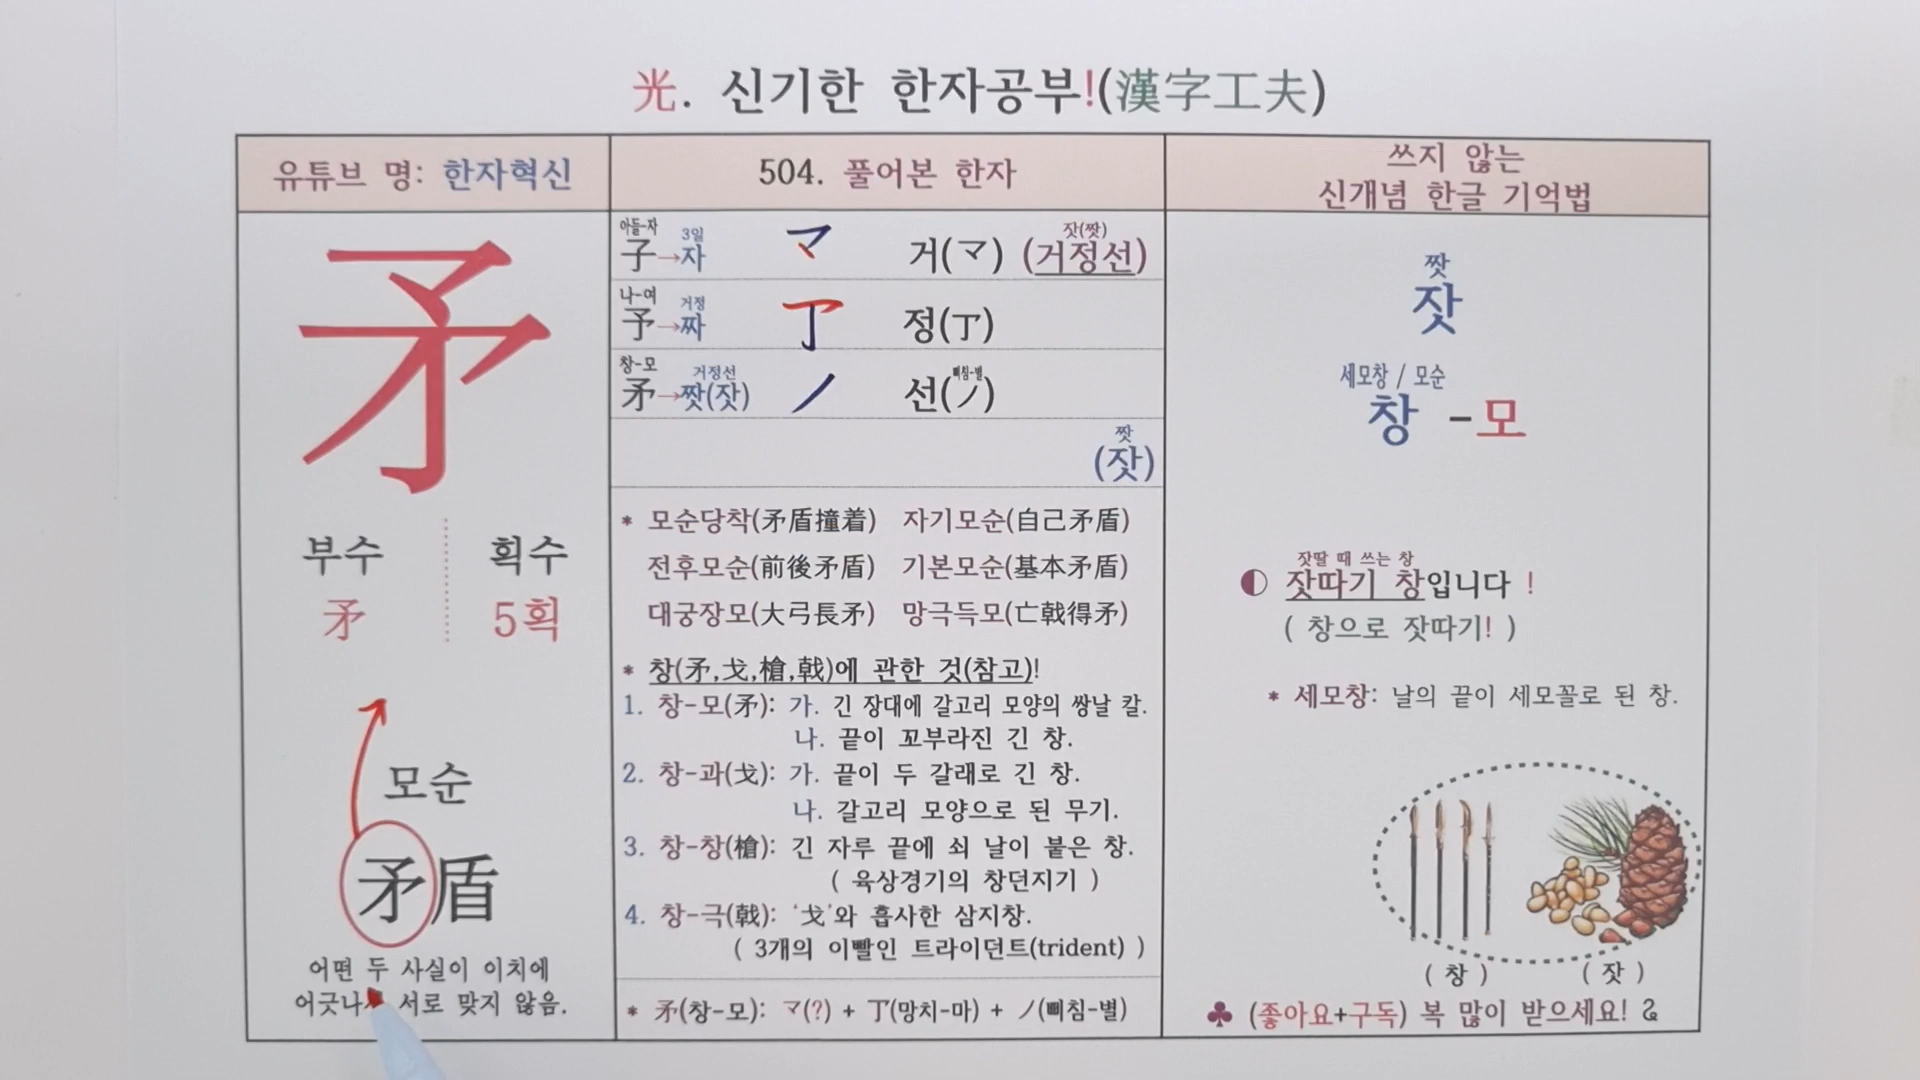 光. 신기한 한자공부!(漢字工夫)
유튜브 명: 한자혁신
504. 풀어본 한자
쓰지 않는
신개념 한글 기억법
矛
부수 획수
矛 5획
모순
矛盾
어떤 두 사실이 이치에
어긋나 서로 맞지 않음.
아들-자 3일 잣(짯)
子→자 マ 거(マ) (거정선)
나-여 거정
予→짜 丁 정(丁)
창-모 거정선 삐침-별
矛→짯(잣) ノ 선(ノ)
짯
(잣)
* 모순당착(矛盾撞着) 자기모순(自己矛盾)
전후모순(前後矛盾) 기본모순(基本矛盾)
대궁장모(大弓長矛) 망극득모(亡戟得矛)
* 창(矛,戈,槍,戟)에 관한 것(참고)!
1. 창-모(矛): 가. 긴 장대에 갈고리 모양의 쌍날 칼.
나. 끝이 꼬부라진 긴 창.
2. 창-과(戈): 가. 끝이 두 갈래로 긴 창.
나. 갈고리 모양으로 된 무기.
3. 창-창(槍): 긴 자루 끝에 쇠 날이 붙은 창.
( 육상경기의 창던지기 )
4. 창-극(戟): '戈'와 흡사한 삼지창.
( 3개의 이빨인 트라이던트(trident) )
* 矛(창-모): マ(?) + 丁(망치-마) + ノ(삐침-별)
짯
잣
세모창 / 모순
창 -모
잣딸 때 쓰는 창
◐ 잣따기 창입니다 !
( 창으로 잣따기! )
* 세모창: 날의 끝이 세모꼴로 된 창.
( 창 ) ( 잣 )
♣ (좋아요+구독) 복 많이 받으세요!